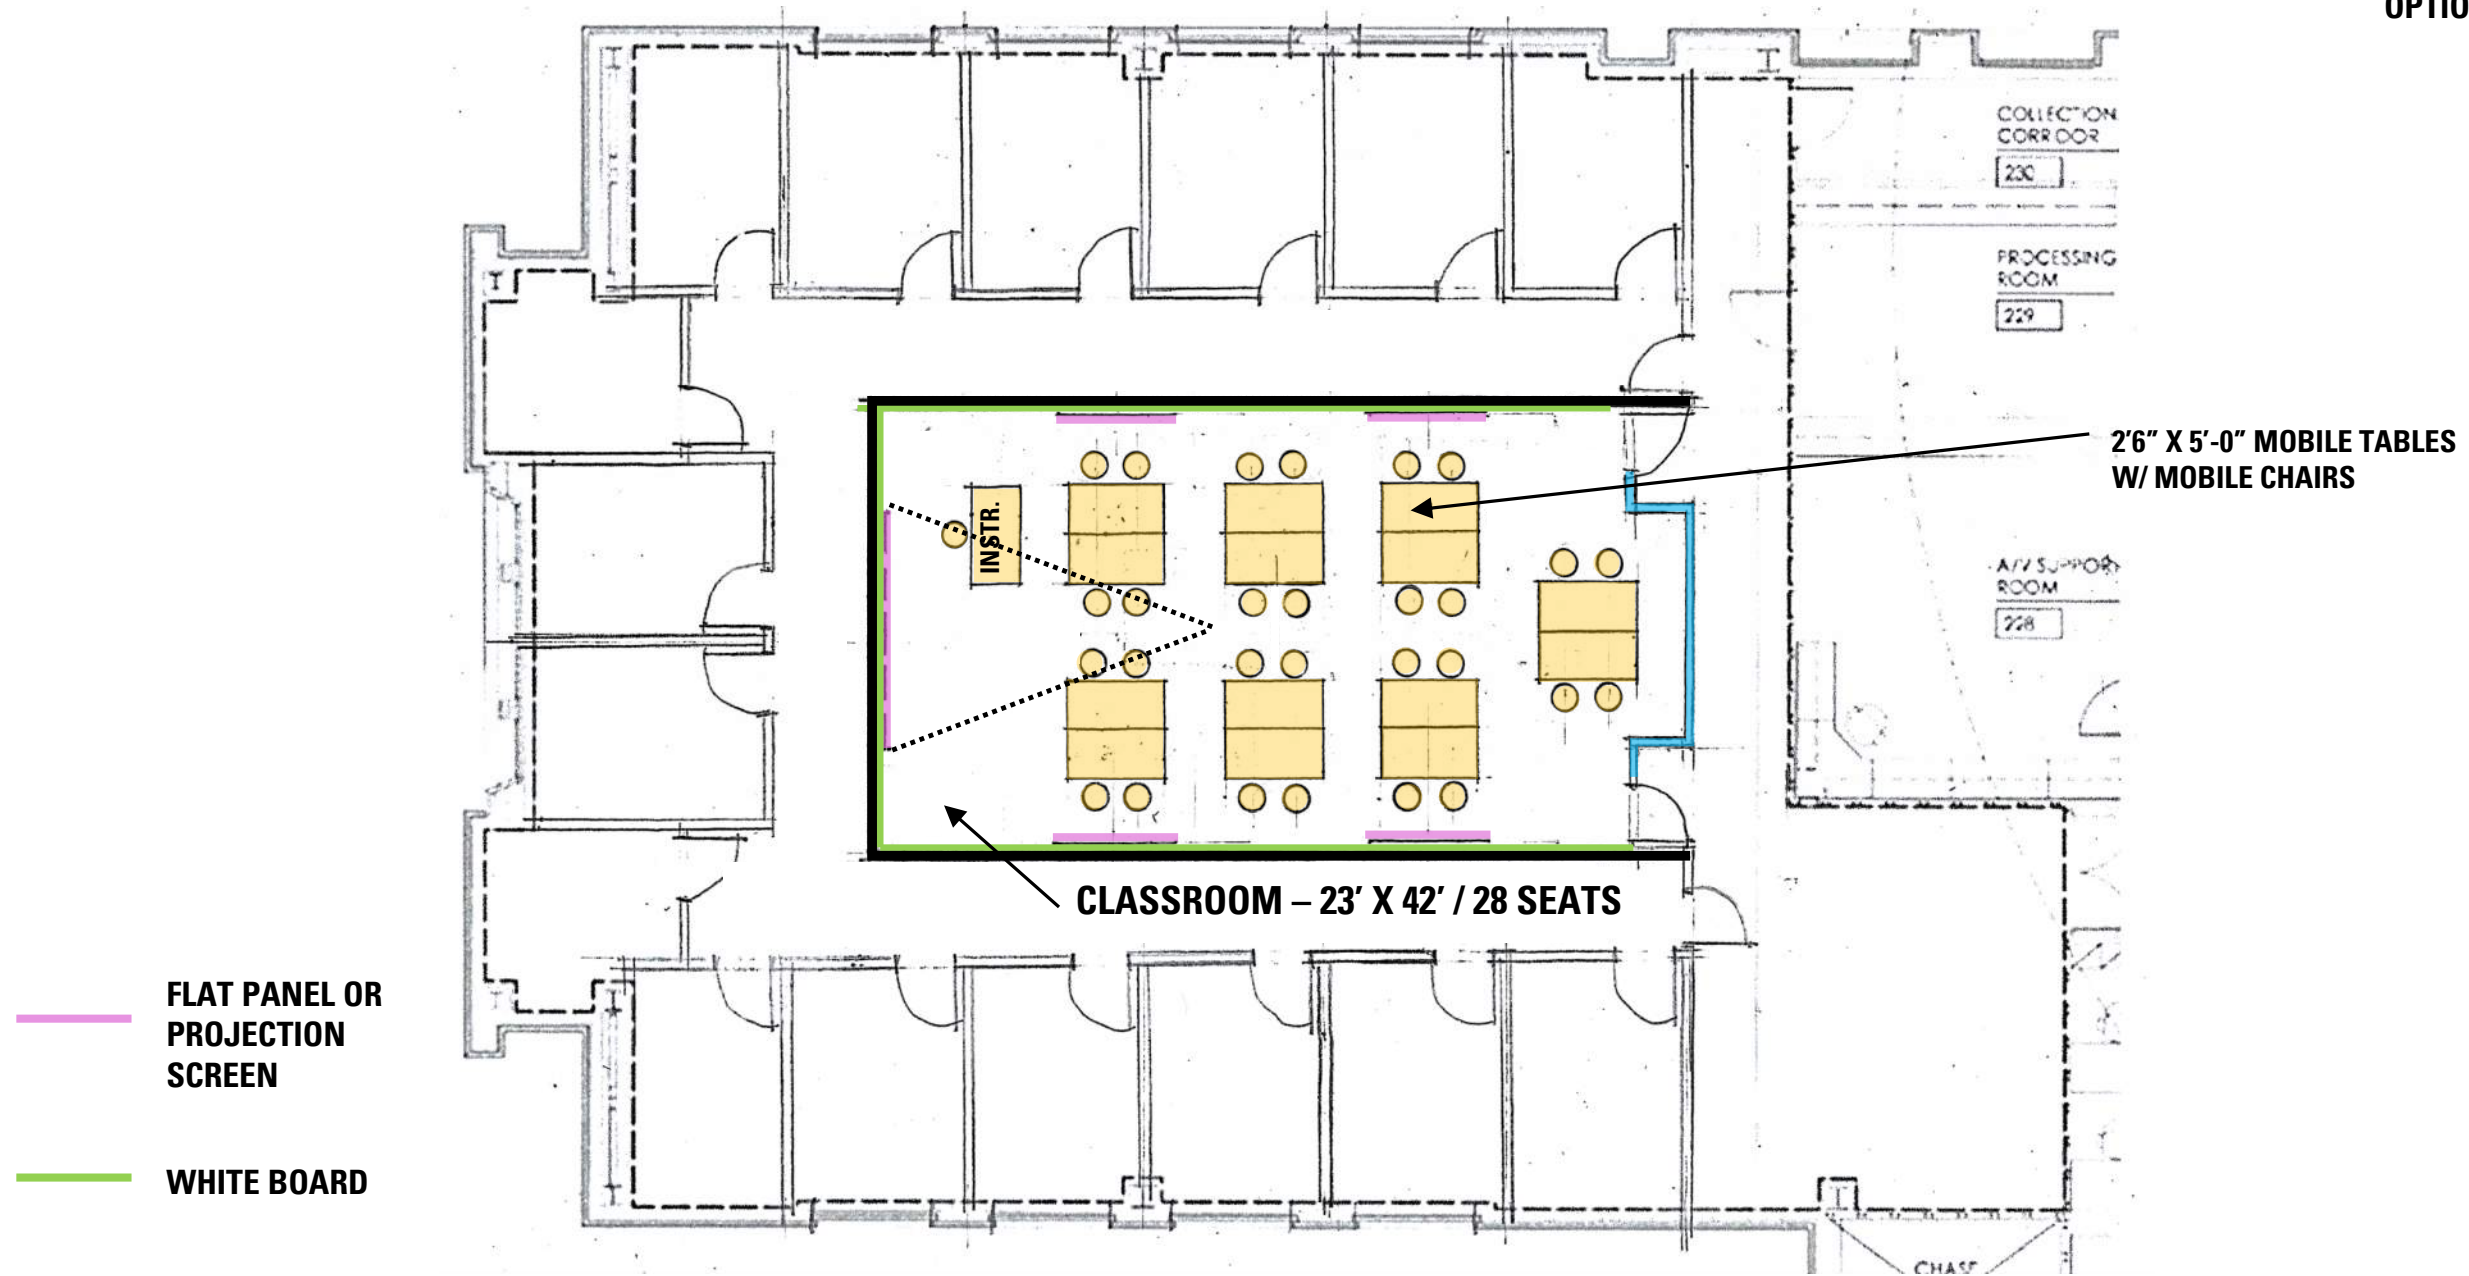 OPTIO
COLLECTION
CORRIDOR
230
PROCESSING
ROOM
229
2'6" X 5'-0" MOBILE TABLES
W/ MOBILE CHAIRS
INSTR.
A/V SUPPORT
ROOM
228
CLASSROOM – 23' X 42' / 28 SEATS
FLAT PANEL OR
PROJECTION
SCREEN
WHITE BOARD
CHASE